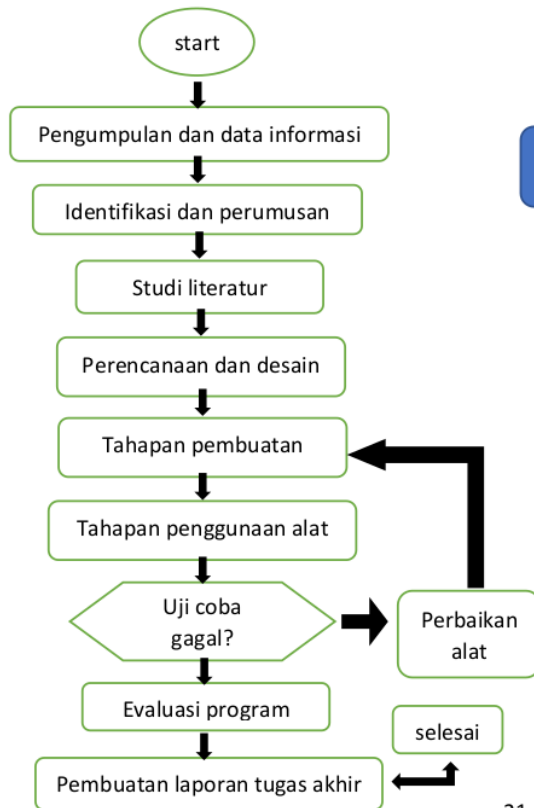 start
Pengumpulan dan data informasi
Identifikasi dan perumusan
Studi literatur
Perencanaan dan desain
Tahapan pembuatan
Tahapan penggunaan alat
Uji coba
gagal?
Perbaikan
alat
Evaluasi program
selesai
Pembuatan laporan tugas akhir